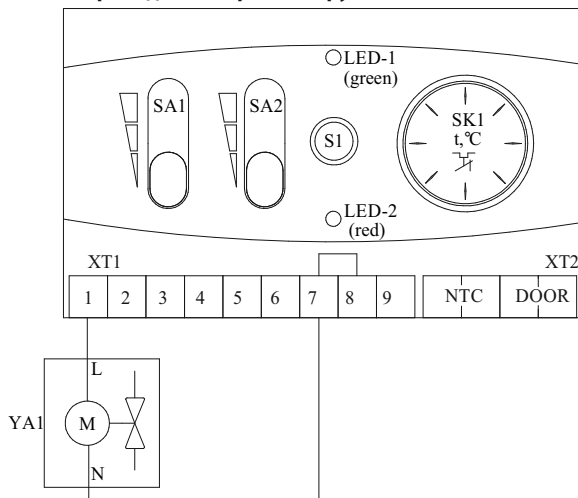 LED-1
(green)
SA1
SA2
S1
SK1
t,°C
LED-2
(red)
XT1
XT2
1 2 3 4 5 6 7 8 9 NTC DOOR
L
YA1
M
N